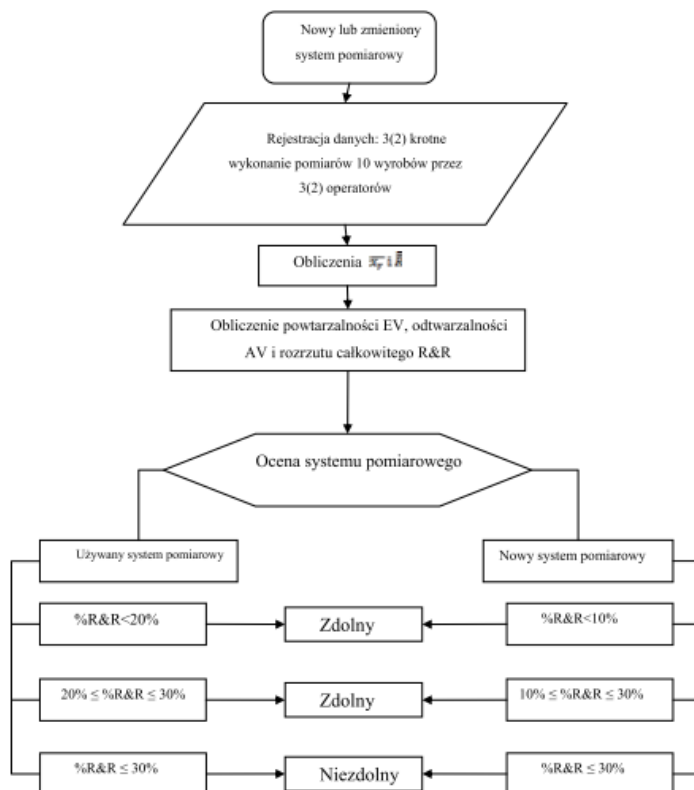 Nowy lub zmieniony
system pomiarowy
Rejestracja danych: 3(2) krotne
wykonanie pomiarów 10 wyrobów przez
3(2) operatorów
Obliczenia
Obliczenie powtarzalności EV, odtwarzalności
AV i rozrzutu całkowitego R&R
Ocena systemu pomiarowego
Używany system pomiarowy
Nowy system pomiarowy
%R&R<20%
Zdolny
%R&R<10%
20% ≤ %R&R ≤ 30%
Zdolny
10% ≤ %R&R ≤ 30%
%R&R ≤ 30%
Niezdolny
%R&R ≤ 30%